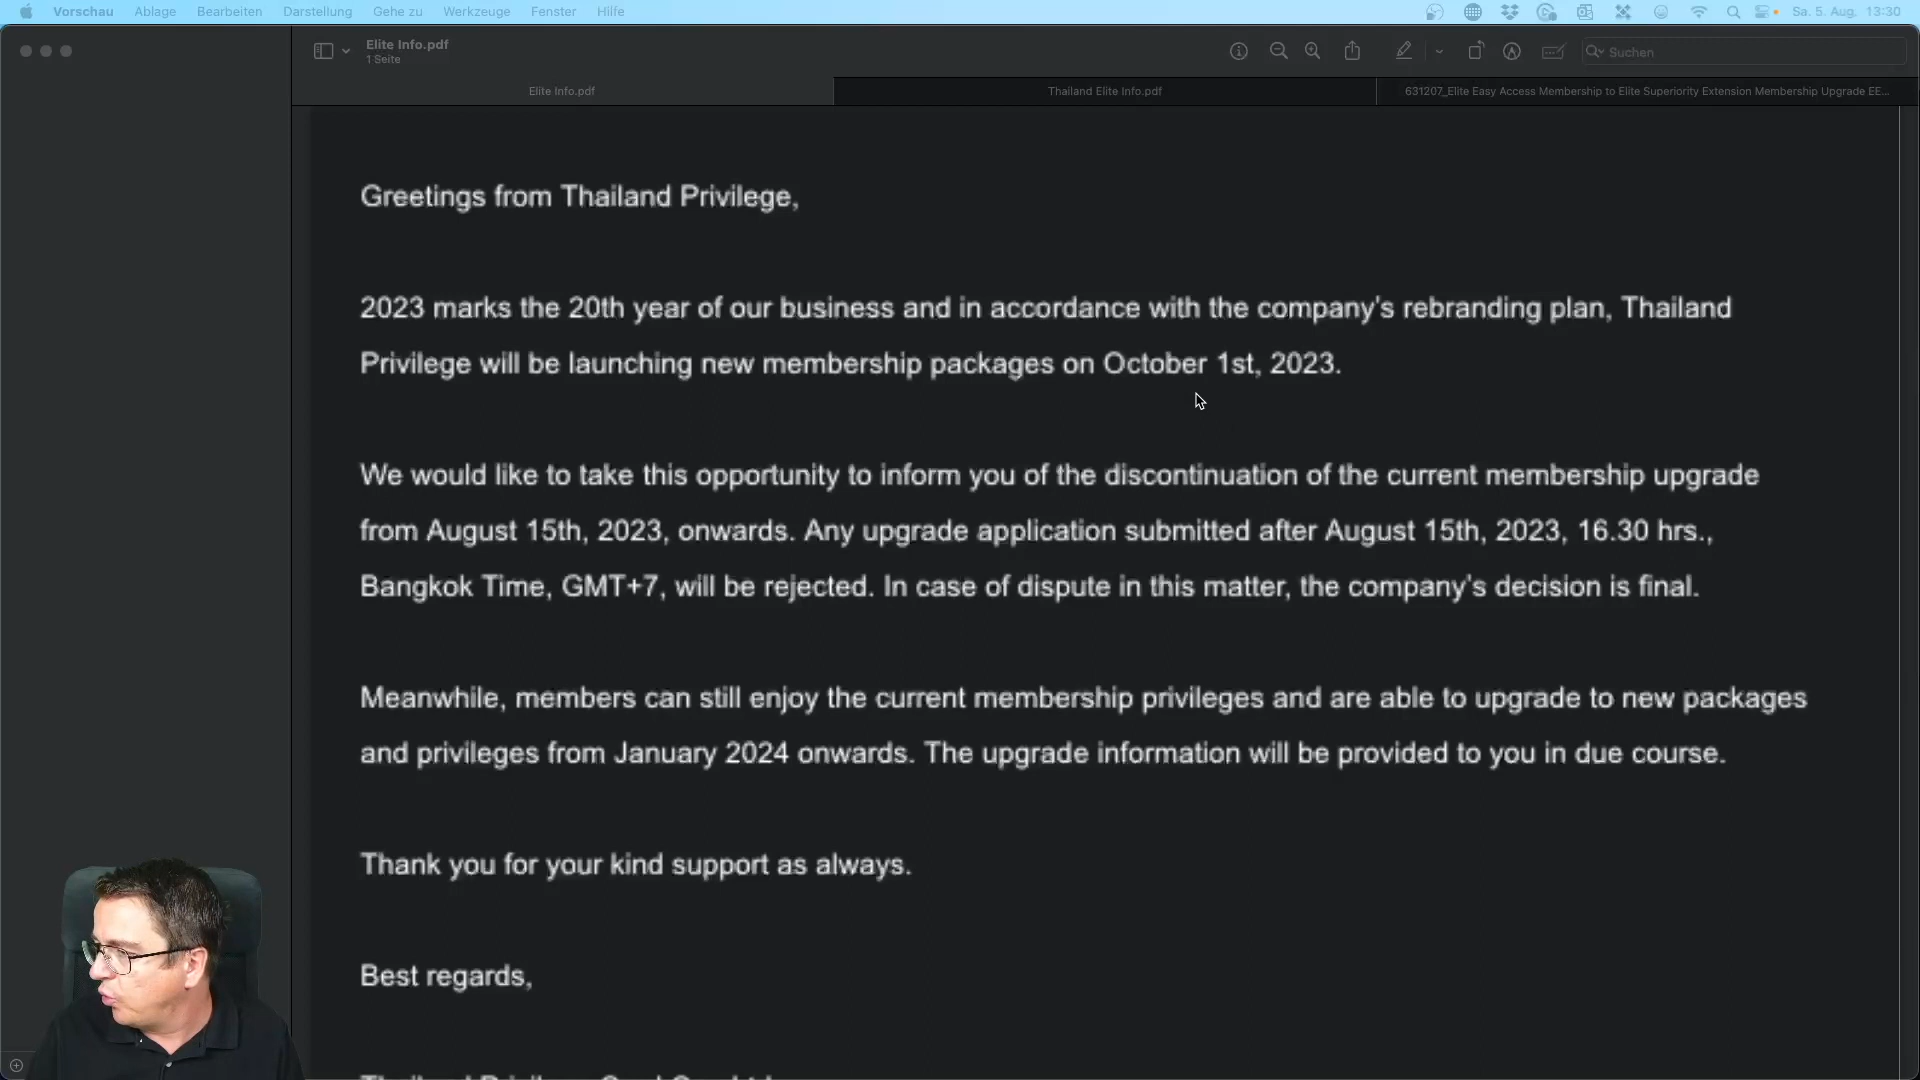 Vorschau Ablage Bearbeiten Darstellung Gehe zu Werkzeuge Fenster Hilfe Sa. 5. Aug. 13:30
Elite Info.pdf
1 Seite
Suchen
Elite Info.pdf Thailand Elite Info.pdf 631207_Elite Easy Access Membership to Elite Superiority Extension Membership Upgrade EE...
Greetings from Thailand Privilege,
2023 marks the 20th year of our business and in accordance with the company's rebranding plan, Thailand
Privilege will be launching new membership packages on October 1st, 2023.
We would like to take this opportunity to inform you of the discontinuation of the current membership upgrade
from August 15th, 2023, onwards. Any upgrade application submitted after August 15th, 2023, 16.30 hrs.,
Bangkok Time, GMT+7, will be rejected. In case of dispute in this matter, the company's decision is final.
Meanwhile, members can still enjoy the current membership privileges and are able to upgrade to new packages
and privileges from January 2024 onwards. The upgrade information will be provided to you in due course.
Thank you for your kind support as always.
Best regards,